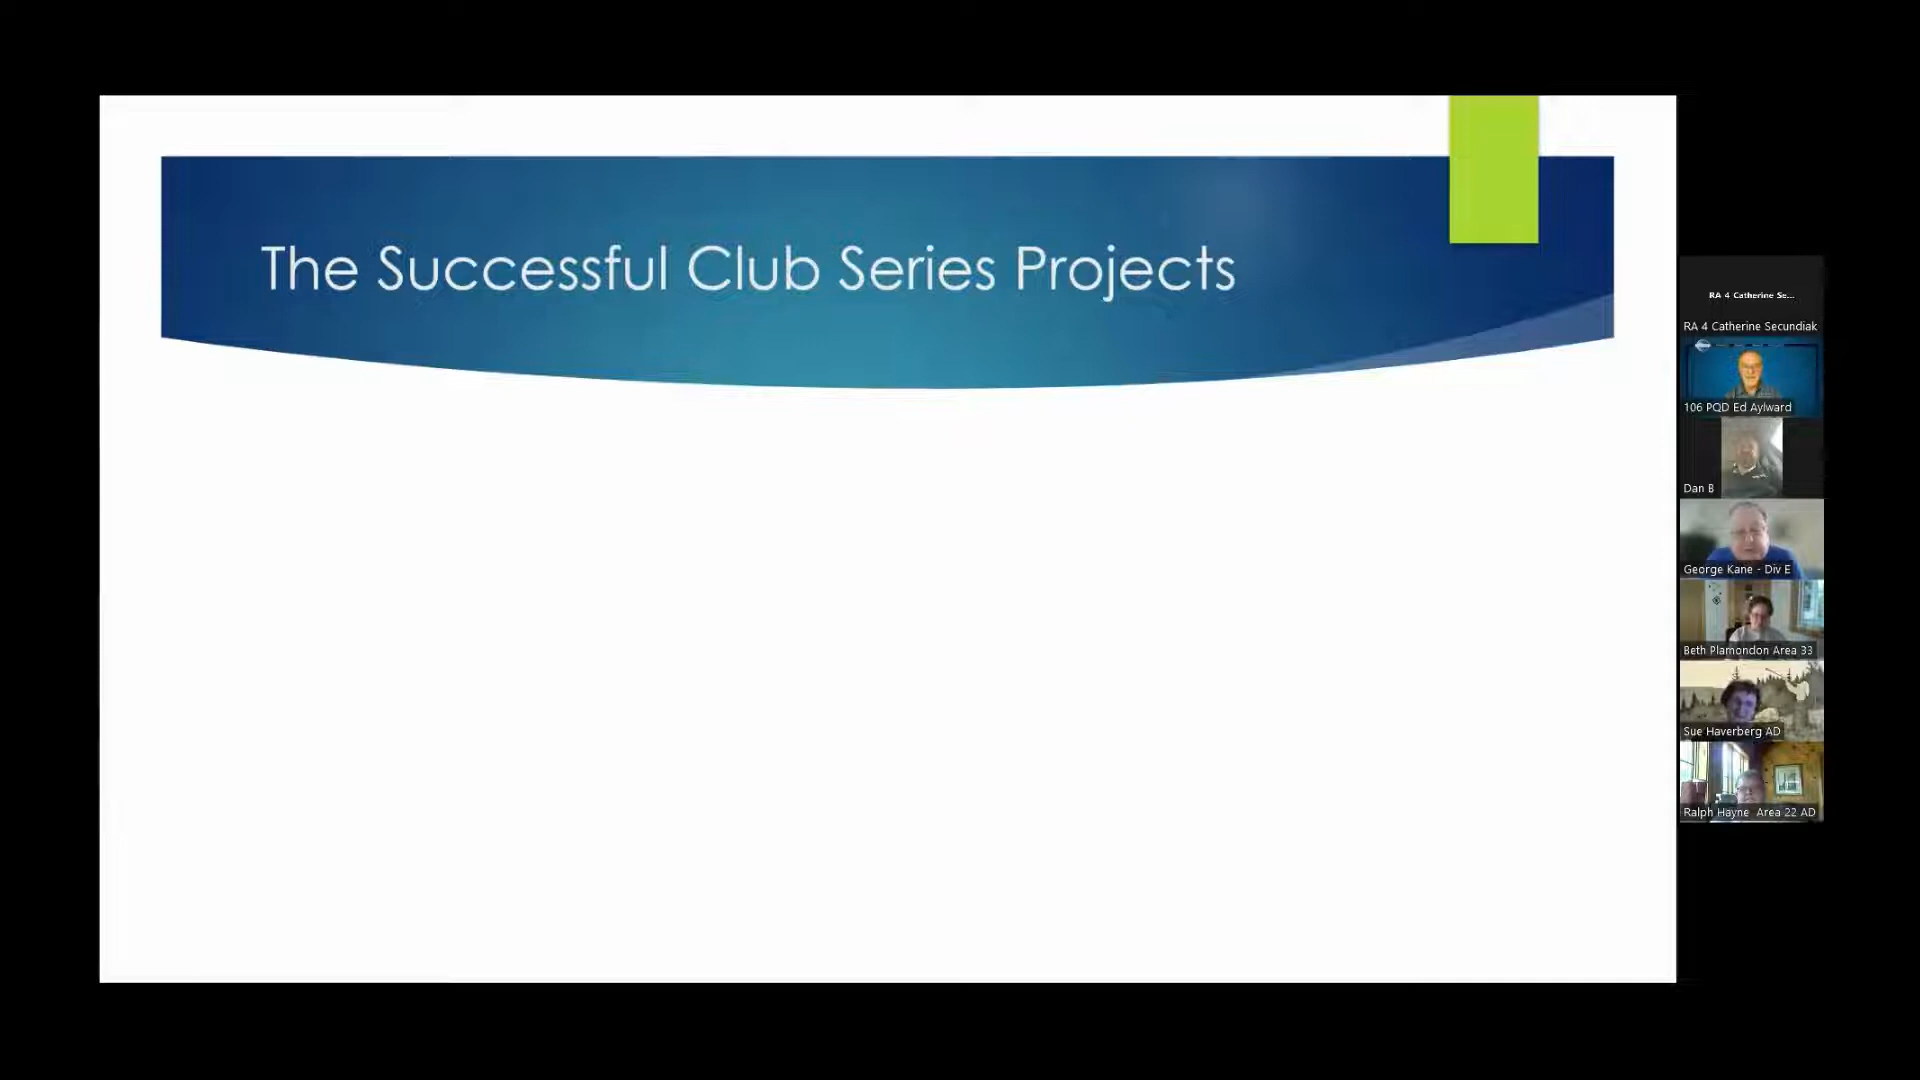 The Successful Club Series Projects
RA 4 Catherine Se...
RA 4 Catherine Secundiak
106 PQD Ed Aylward
Dan B
George Kane - Div E
Beth Plamondon Area 33
Sue Haverberg AD
Ralph Hayne Area 22 AD